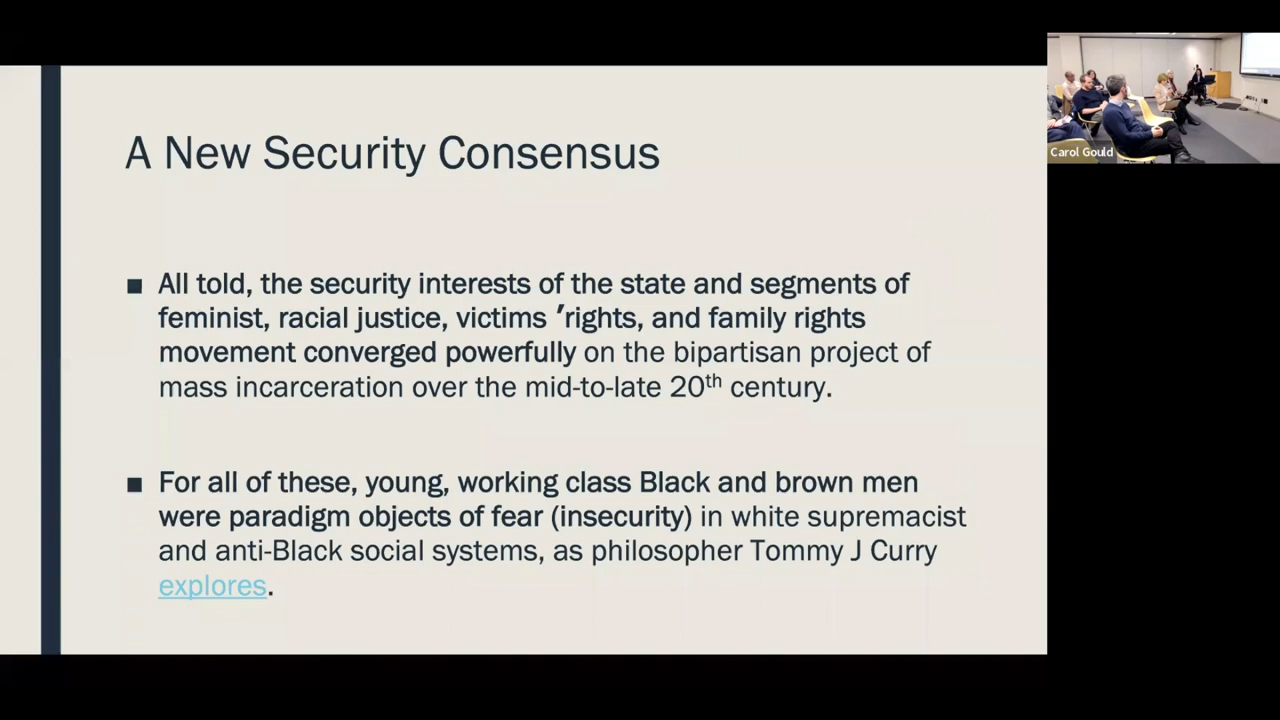 A New Security Consensus
■ All told, the security interests of the state and segments of
feminist, racial justice, victims ’rights, and family rights
movement converged powerfully on the bipartisan project of
mass incarceration over the mid-to-late 20th century.
■ For all of these, young, working class Black and brown men
were paradigm objects of fear (insecurity) in white supremacist
and anti-Black social systems, as philosopher Tommy J Curry
explores.
Carol Gould